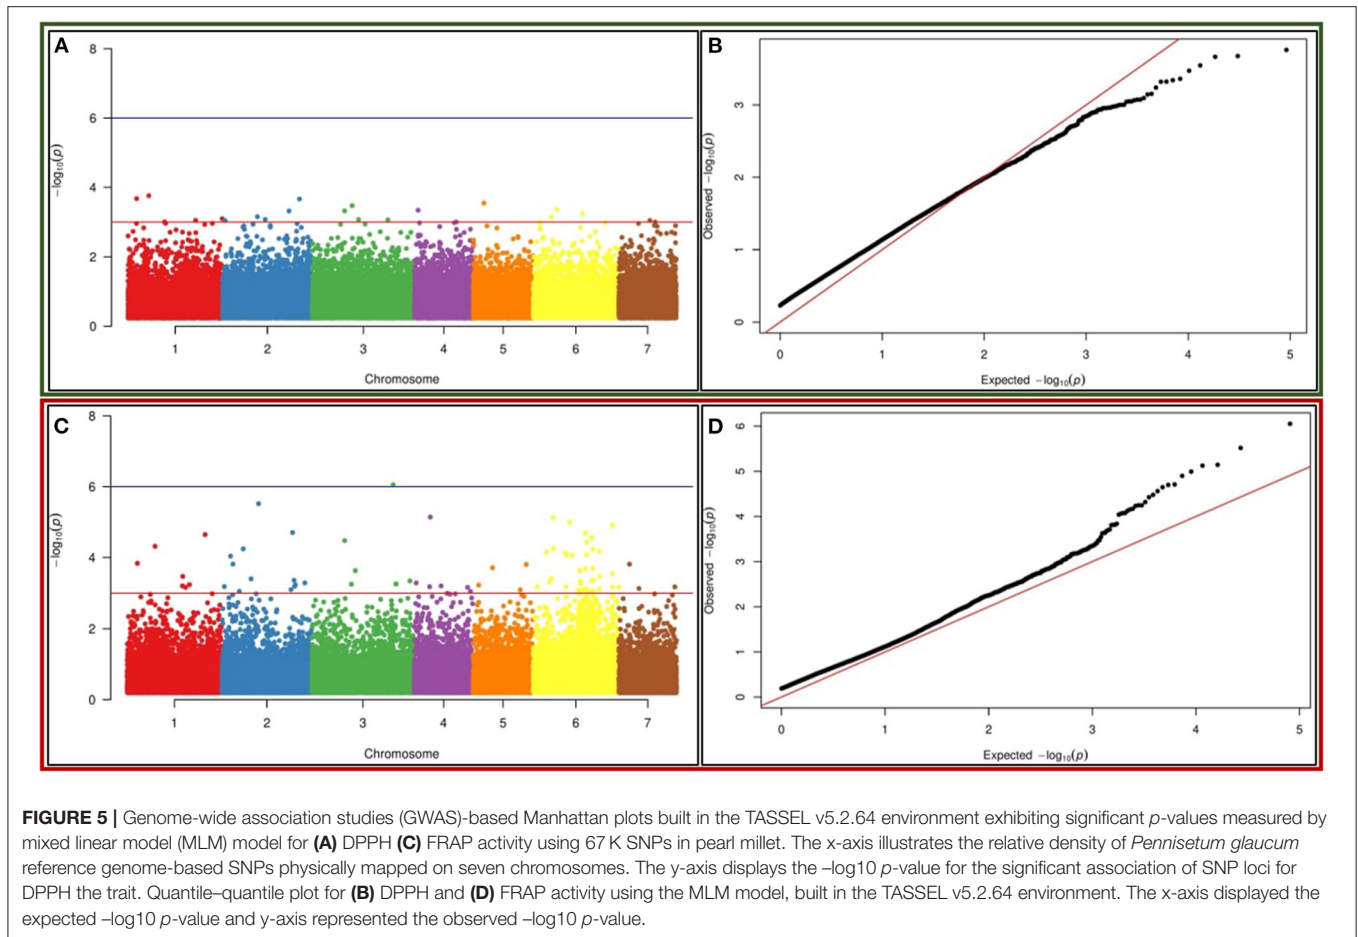 A
8
6
4
2
0
−log₁₀(p)
1 2 3 4 5 6 7
Chromosome
B
3
2
1
0
Observed −log₁₀(p)
0 1 2 3 4 5
Expected −log₁₀(p)
C
8
6
4
2
0
−log₁₀(p)
1 2 3 4 5 6 7
Chromosome
D
6
5
4
3
2
1
0
Observed −log₁₀(p)
0 1 2 3 4 5
Expected −log₁₀(p)
FIGURE 5 | Genome-wide association studies (GWAS)-based Manhattan plots built in the TASSEL v5.2.64 environment exhibiting significant p-values measured by
mixed linear model (MLM) model for (A) DPPH (C) FRAP activity using 67 K SNPs in pearl millet. The x-axis illustrates the relative density of Pennisetum glaucum
reference genome-based SNPs physically mapped on seven chromosomes. The y-axis displays the –log10 p-value for the significant association of SNP loci for
DPPH the trait. Quantile–quantile plot for (B) DPPH and (D) FRAP activity using the MLM model, built in the TASSEL v5.2.64 environment. The x-axis displayed the
expected –log10 p-value and y-axis represented the observed –log10 p-value.